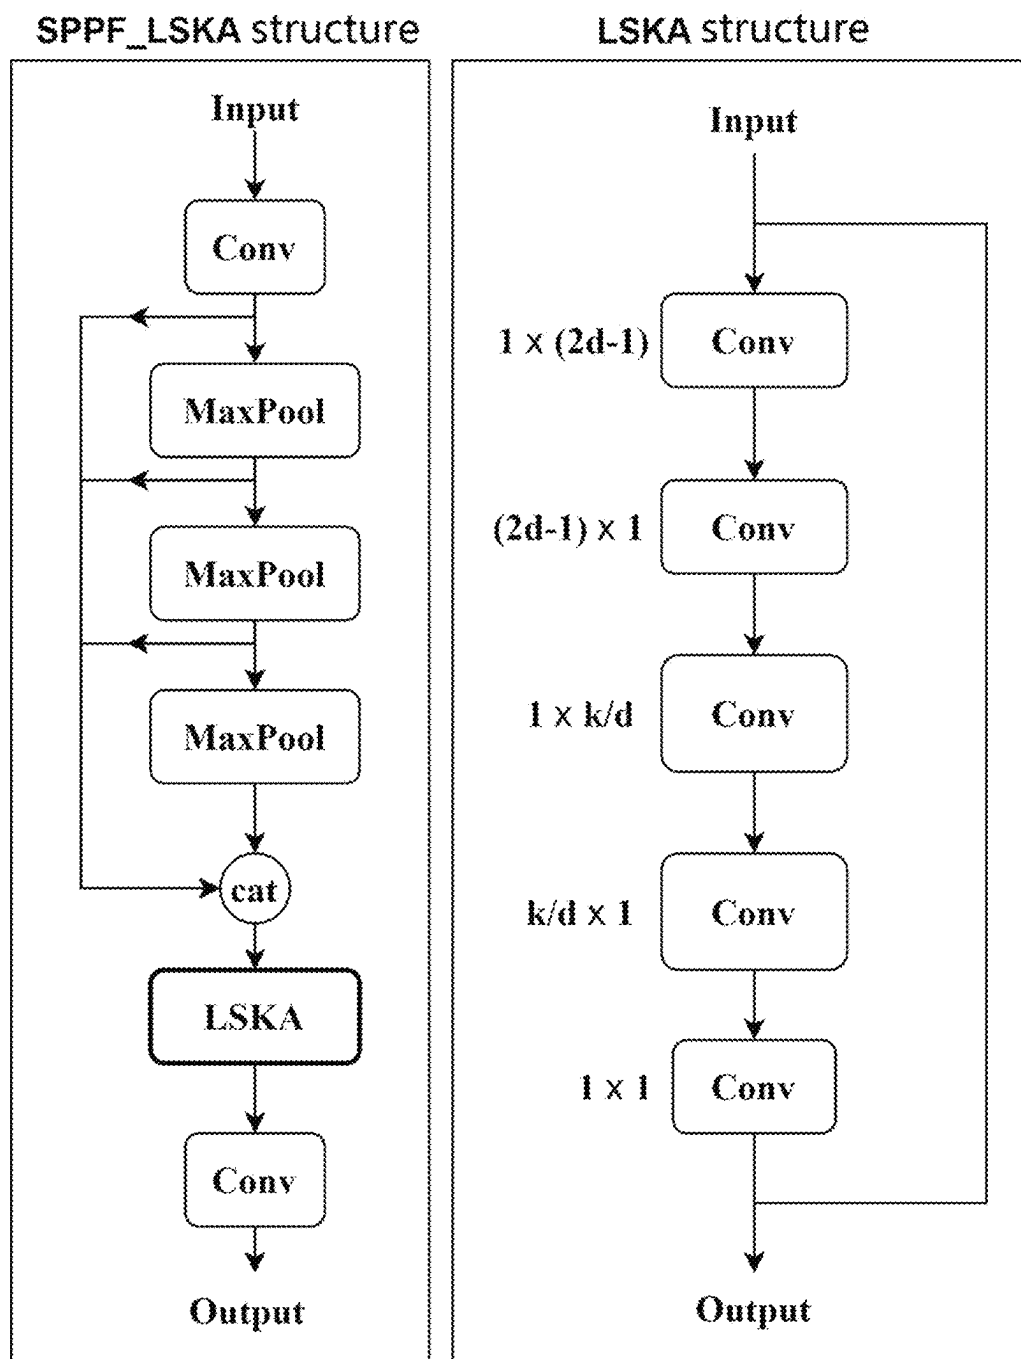 SPPF_LSKA structure
Input
Conv
MaxPool
MaxPool
MaxPool
cat
LSKA
Conv
Output
LSKA structure
Input
1 x (2d-1) Conv
(2d-1) x 1 Conv
1 x k/d Conv
k/d x 1 Conv
1 x 1 Conv
Output